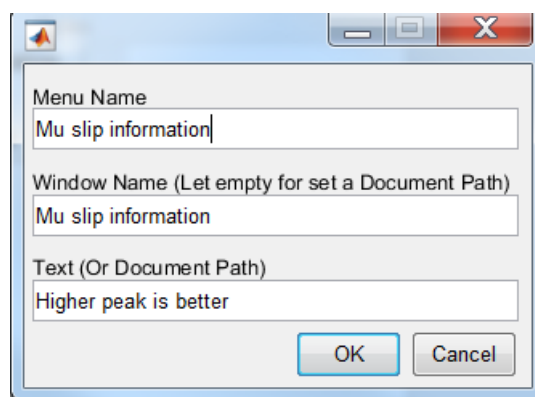 Menu Name
Mu slip information
Window Name (Let empty for set a Document Path)
Mu slip information
Text (Or Document Path)
Higher peak is better
OK Cancel